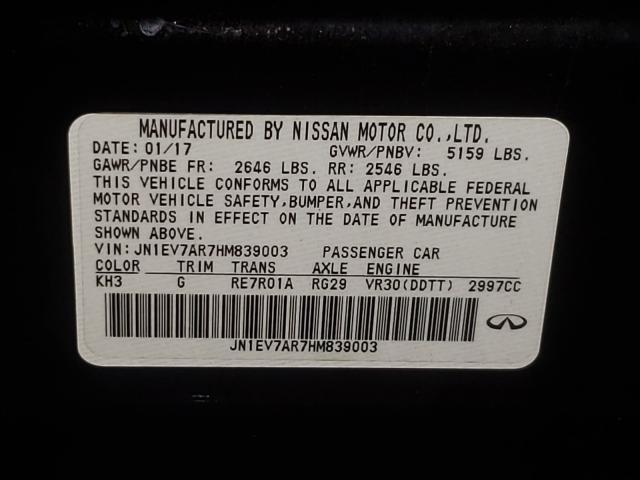 MANUFACTURED BY NISSAN MOTOR CO.,LTD.
DATE: 01/17 GVWR/PNBV: 5159 LBS.
GAWR/PNBE FR: 2646 LBS. RR: 2546 LBS.
THIS VEHICLE CONFORMS TO ALL APPLICABLE FEDERAL
MOTOR VEHICLE SAFETY,BUMPER,AND THEFT PREVENTION
STANDARDS IN EFFECT ON THE DATE OF MANUFACTURE
SHOWN ABOVE.
VIN:JN1EV7AR7HM839003 PASSENGER CAR
COLOR TRIM TRANS AXLE ENGINE
KH3 G RE7R01A RG29 VR30(DDTT) 2997CC
JN1EV7AR7HM839003